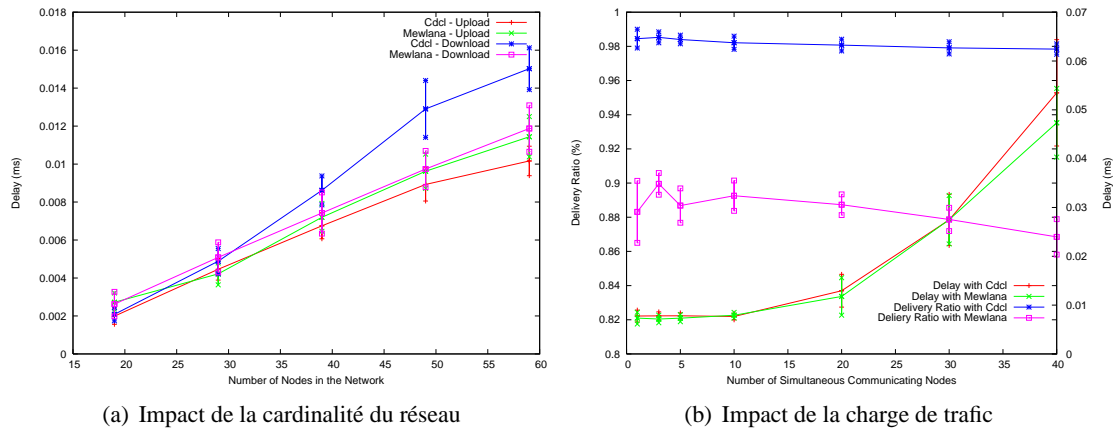 0.018
0.016
0.014
0.012
0.01
0.008
0.006
0.004
0.002
0
Delay (ms)
15 20 25 30 35 40 45 50 55 60
Number of Nodes in the Network
Cdcl - Upload
Mewlana - Upload
Cdcl - Download
Mewlana - Download
(a) Impact de la cardinalité du réseau
1
0.98
0.96
0.94
0.92
0.9
0.88
0.86
0.84
0.82
0.8
Delivery Ratio (%)
0 5 10 15 20 25 30 35 40
Number of Simultaneous Communicating Nodes
0.07
0.06
0.05
0.04
0.03
0.02
0.01
0
Delay (ms)
Delay with Cdcl
Delay with Mewlana
Delivery Ratio with Cdcl
Deliery Ratio with Mewlana
(b) Impact de la charge de trafic